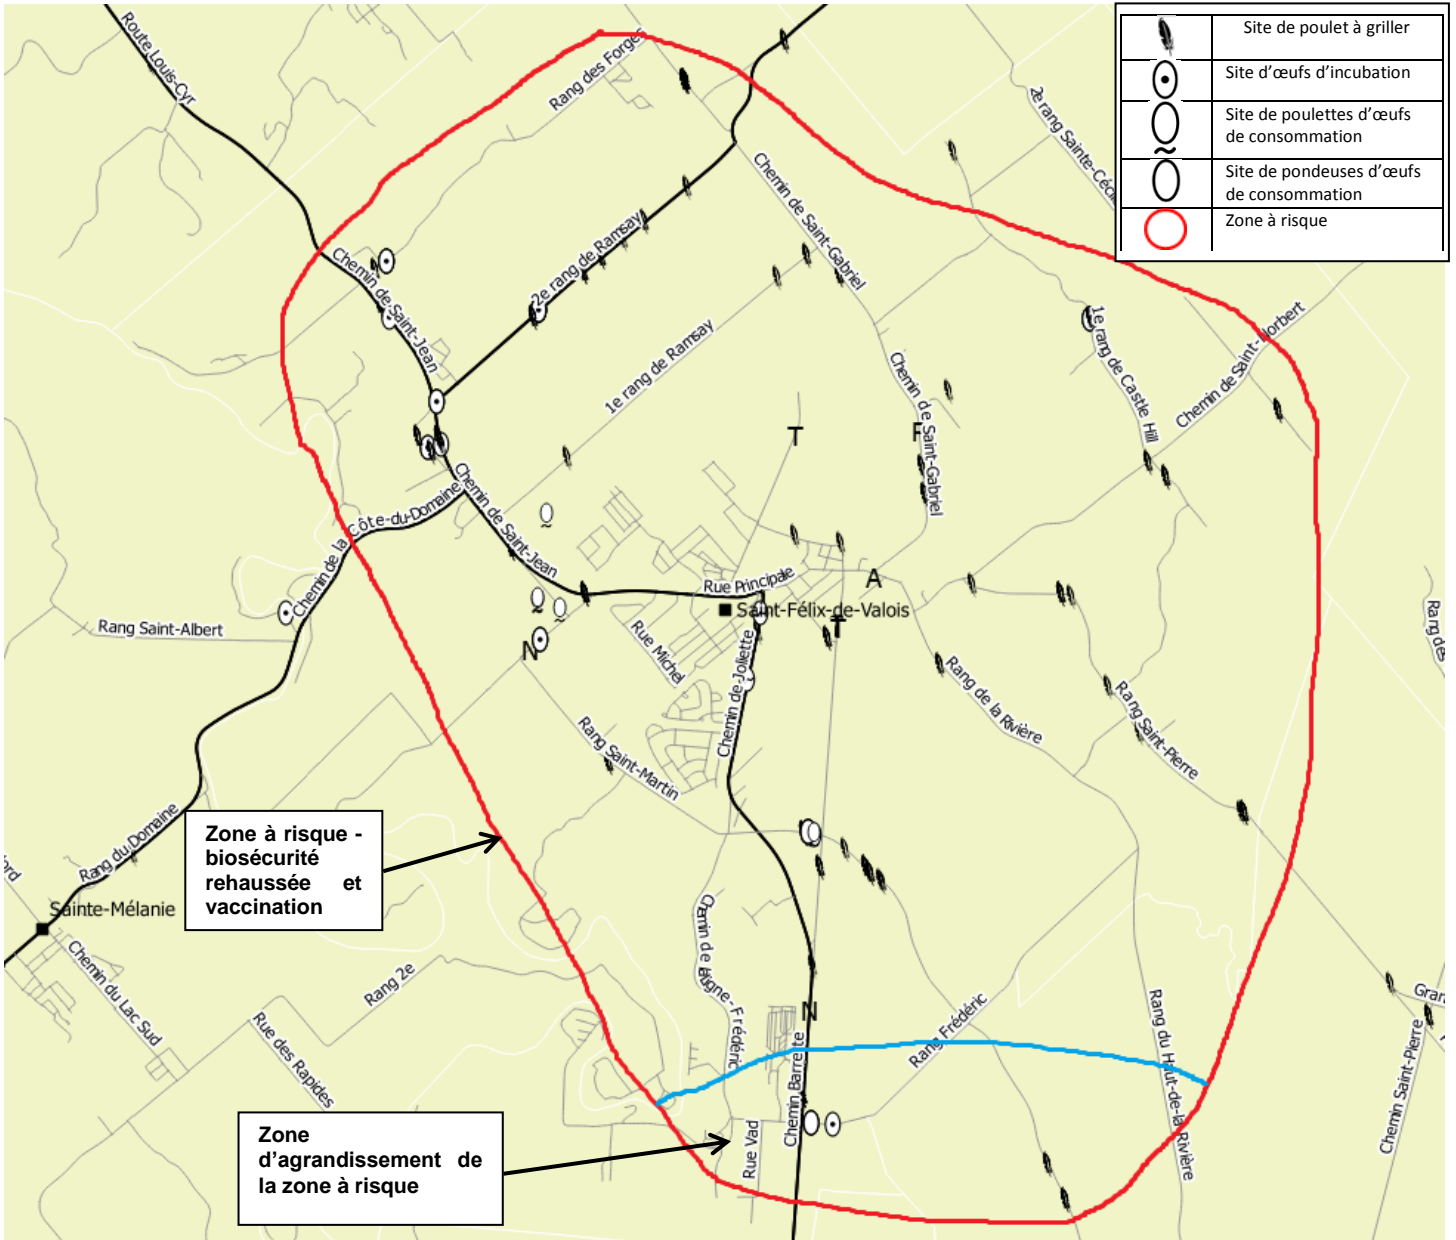 Site de poulet à griller
Site d'œufs d'incubation
Site de poulettes d'œufs
de consommation
Site de pondeuses d'œufs
de consommation
Zone à risque
Route Louis-Cyr
Rang des Forges
2e rang Sainte-Cécile
Chemin de Saint-Gabriel
2e rang de Ramsay
Chemin de Saint-Jean
1e rang de Ramsay
1e rang de Castle Hill
Chemin de Saint-Norbert
Chemin de Saint-Gabriel
T
F
Chemin de la Côte-du-Domaine
Chemin de Saint-Jean
Rue Principale
A
Saint-Félix-de-Valois
T
Rang Saint-Albert
Rue Michel
N
Chemin de Joliette
Rang de la Rivière
Rang Saint-Pierre
Rang des
Rang Saint-Martin
Rang du Domaine
Zone à risque -
biosécurité
rehaussée et
vaccination
ord
Sainte-Mélanie
Chemin du Lac Sud
Rang 2e
Rue des Rapides
N
Rang Frédéric
Rang du Haut-de-la-Rivière
Gran
Chemin Saint-Pierre
Chemin Barrette
Rue Vad
Zone
d'agrandissement de
la zone à risque